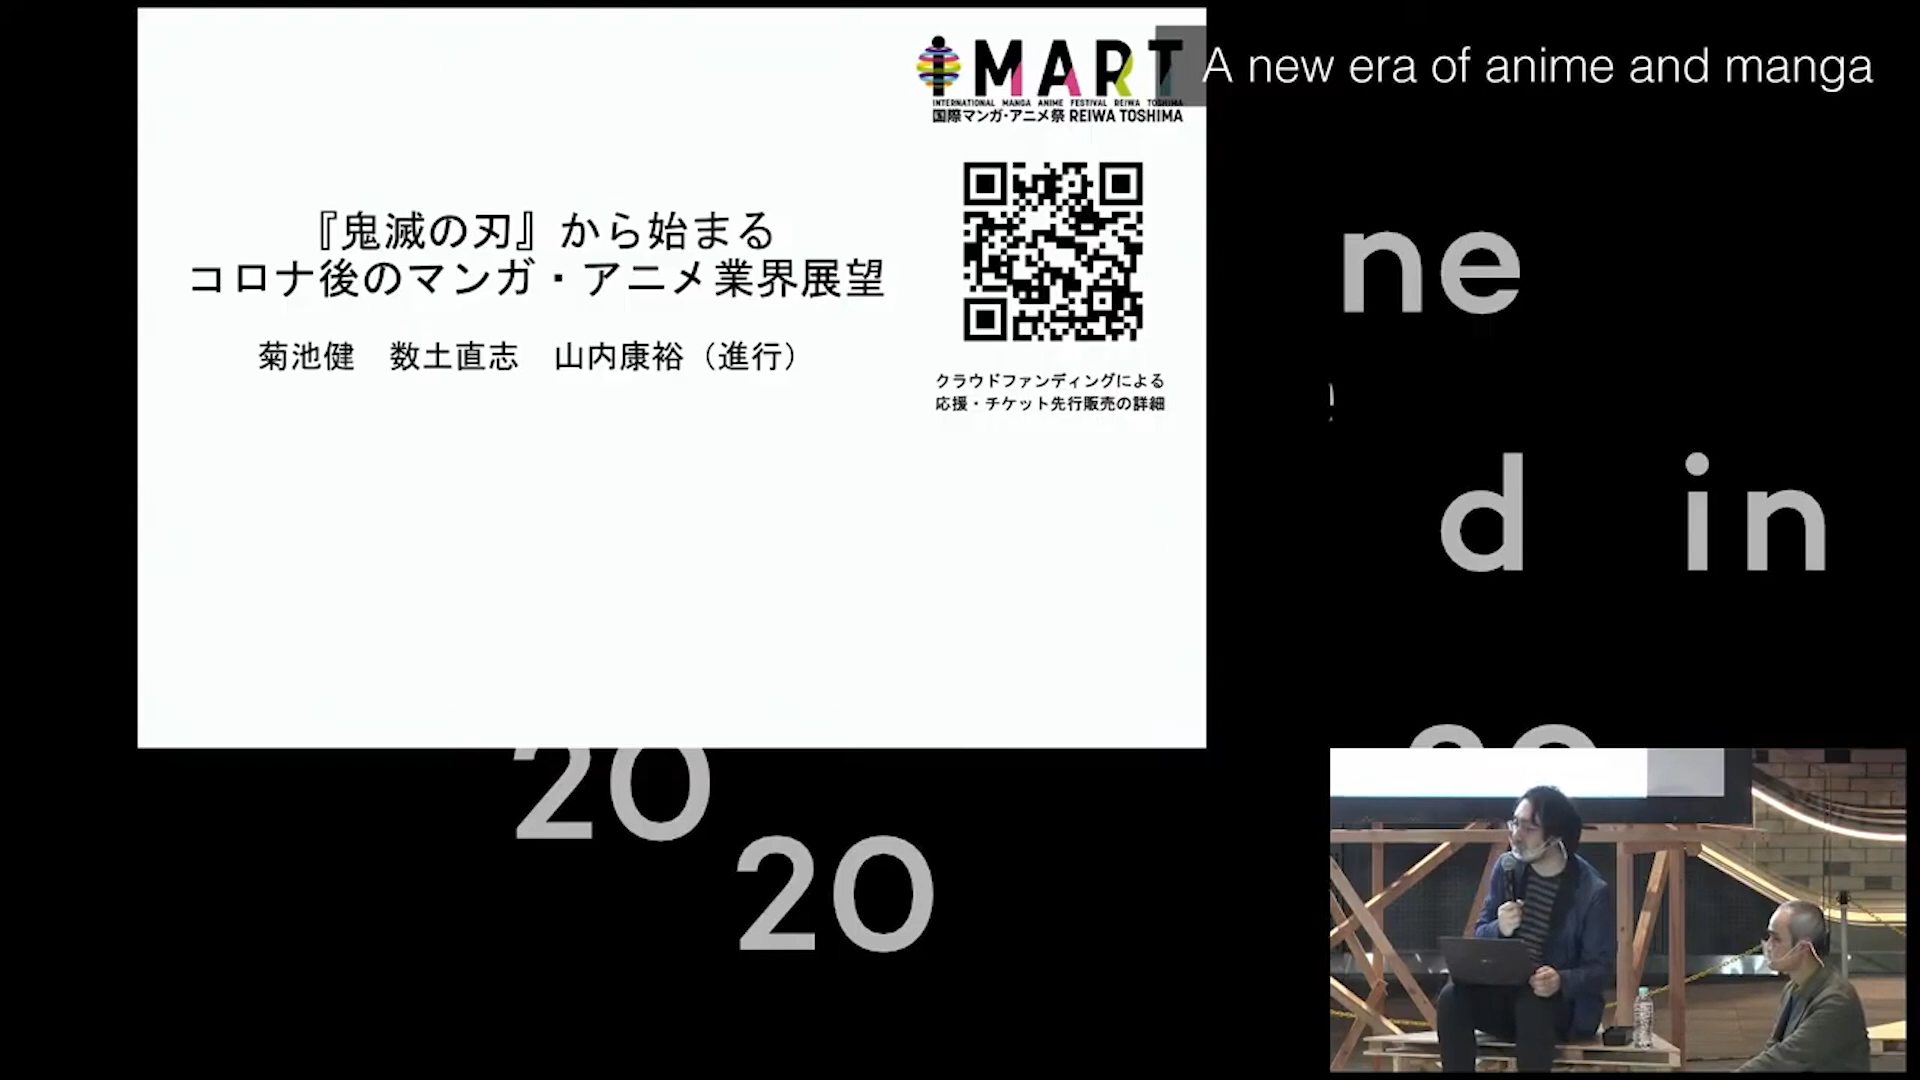 iMART
INTERNATIONAL MANGA ANIME FESTIVAL REIWA TOSHIMA
国際マンガ・アニメ祭 REIWA TOSHIMA
A new era of anime and manga
『鬼滅の刃』から始まる
コロナ後のマンガ・アニメ業界展望
菊池健　数土直志　山内康裕（進行）
クラウドファンディングによる
応援・チケット先行販売の詳細
ne
d in
20
20